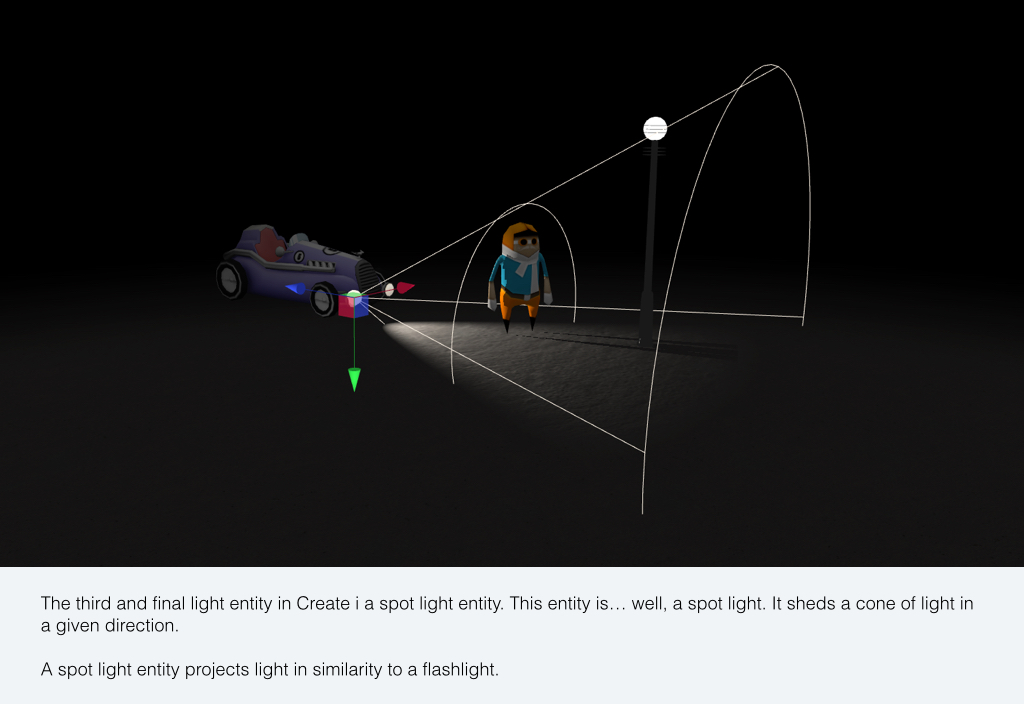 The third and final light entity in Create i a spot light entity. This entity is… well, a spot light. It sheds a cone of light in
a given direction.
A spot light entity projects light in similarity to a flashlight.